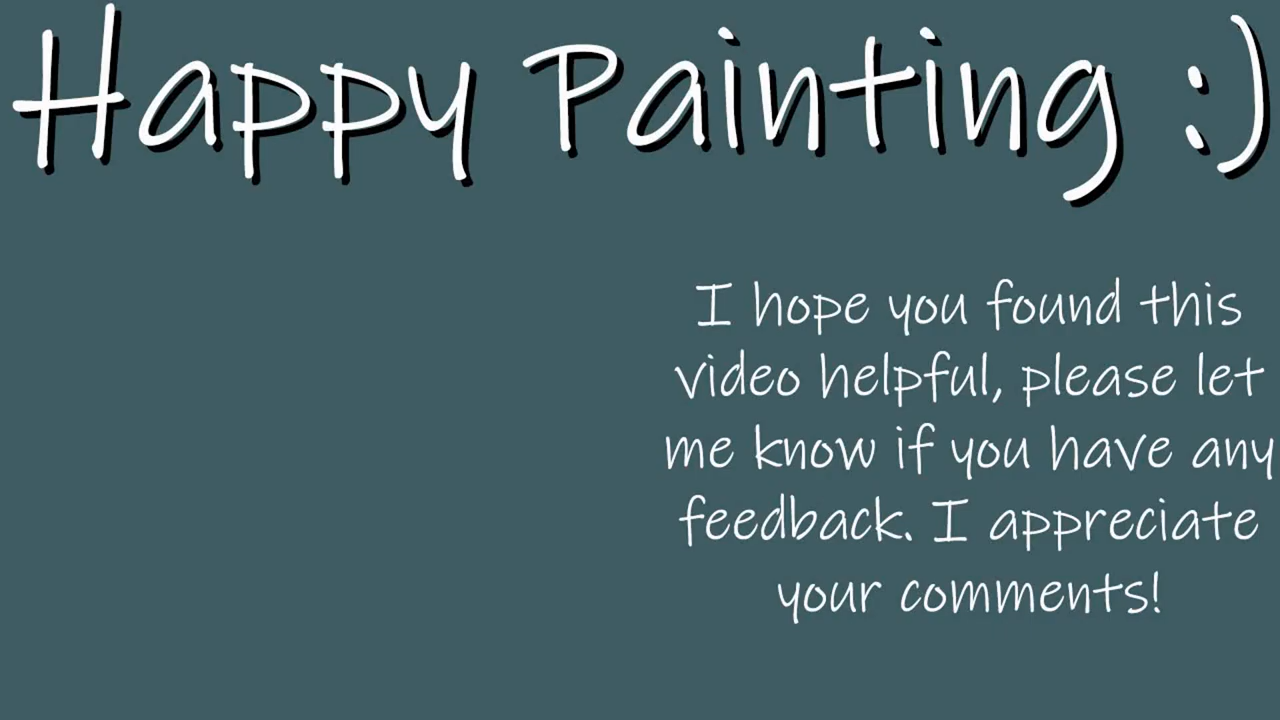 Happy Painting :)
I hope you found this
video helpful, please let
me know if you have any
feedback. I appreciate
your comments!